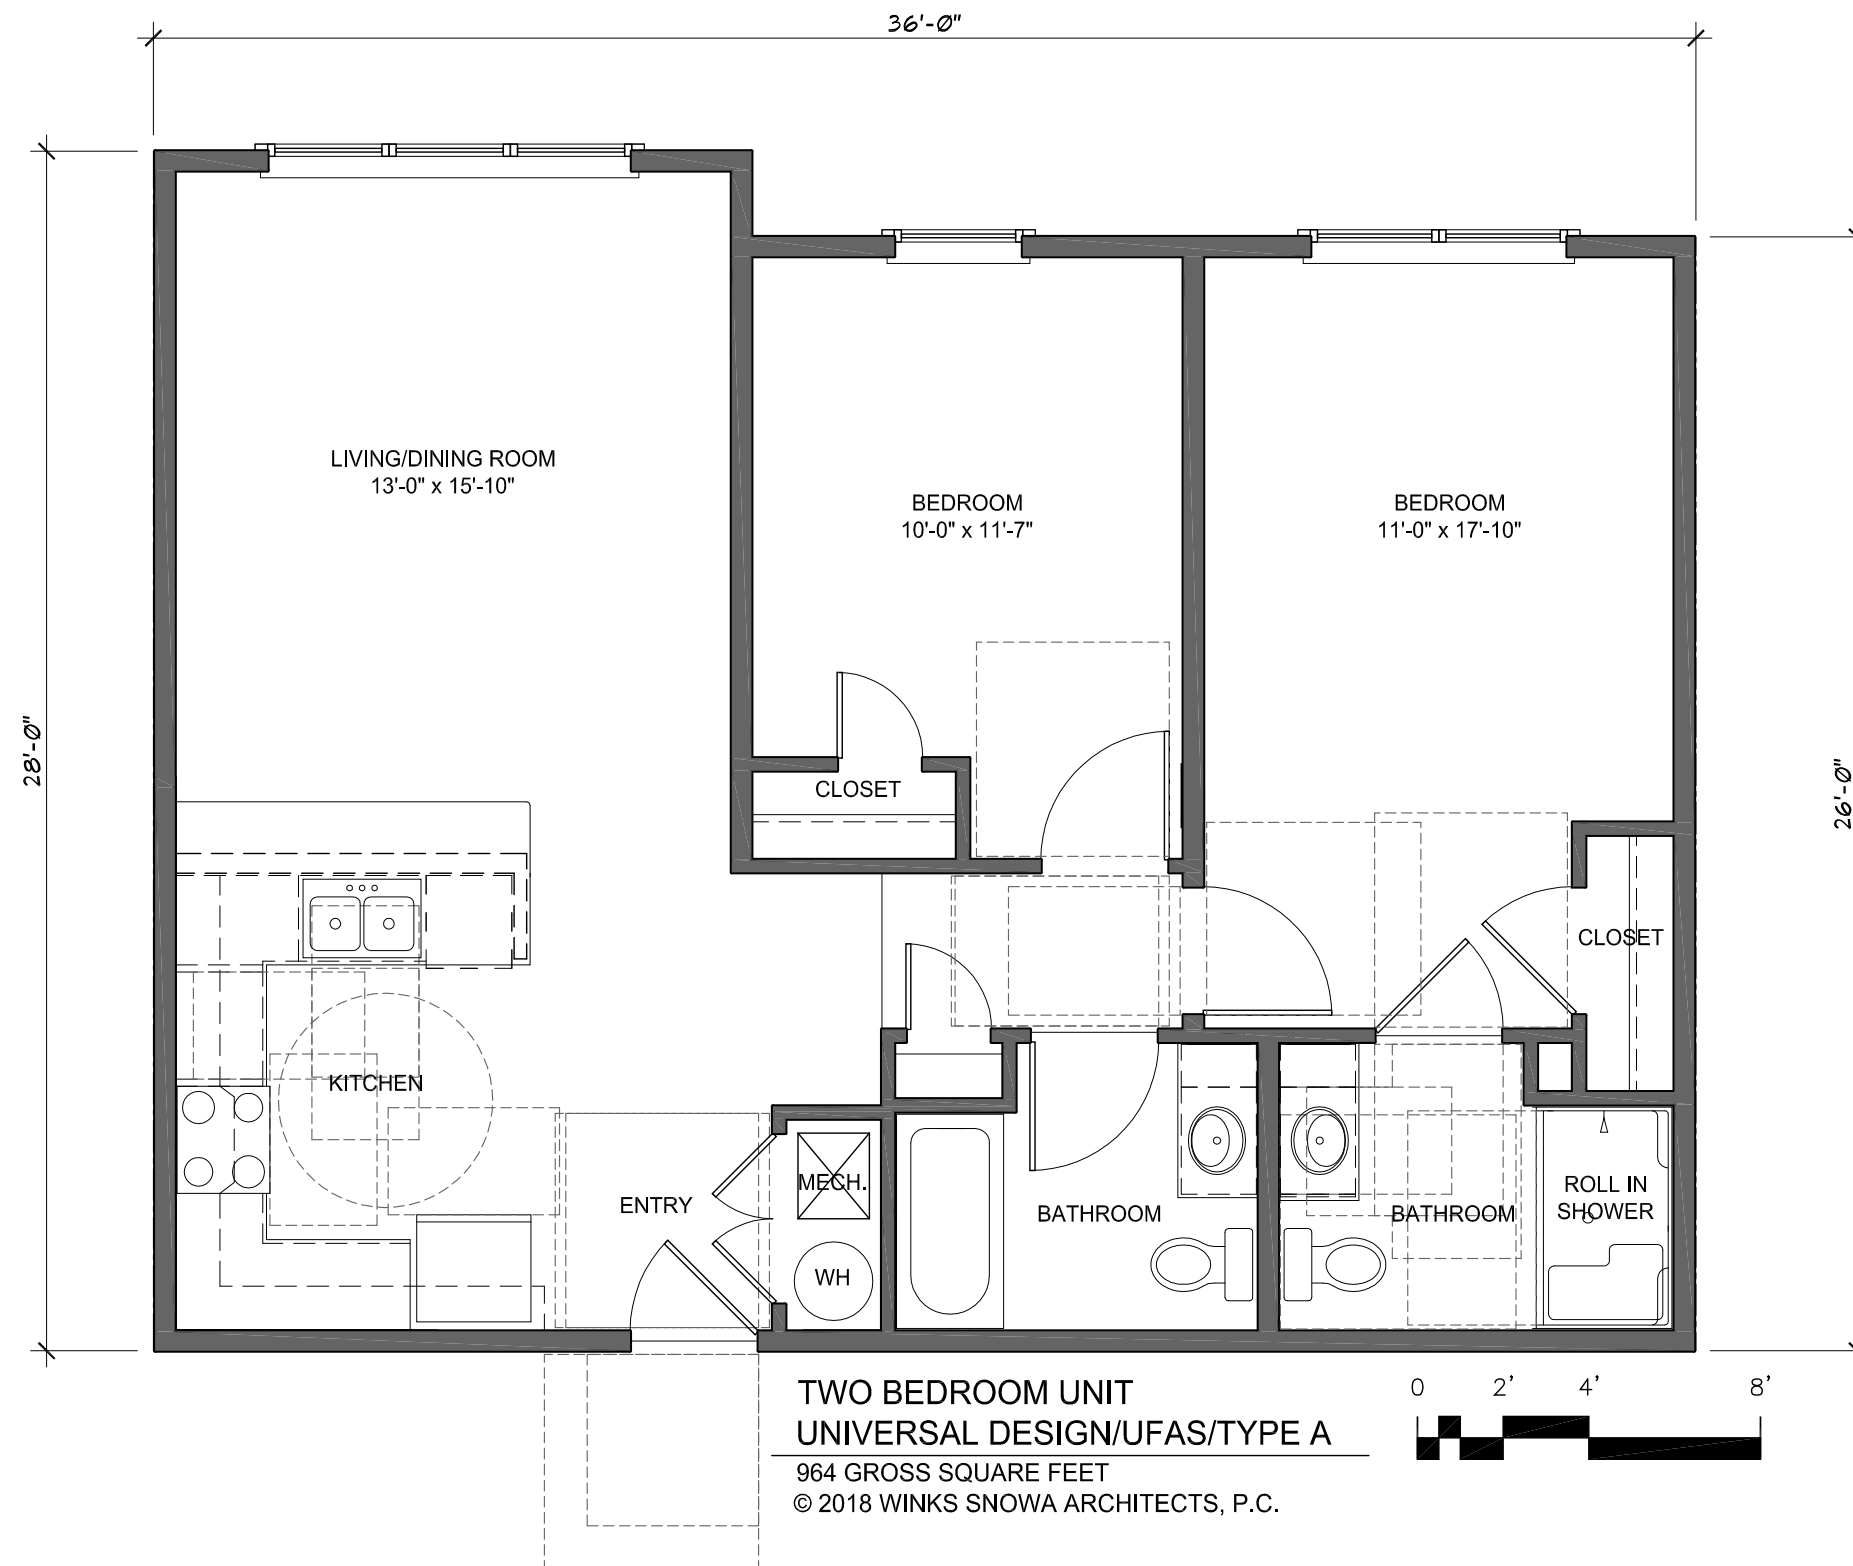 36'-0"
28'-0"
26'-0"
LIVING/DINING ROOM
13'-0" x 15'-10"
BEDROOM
10'-0" x 11'-7"
BEDROOM
11'-0" x 17'-10"
CLOSET
CLOSET
KITCHEN
ENTRY
MECH.
WH
BATHROOM
BATHROOM
ROLL IN
SHOWER
TWO BEDROOM UNIT
UNIVERSAL DESIGN/UFAS/TYPE A
964 GROSS SQUARE FEET
© 2018 WINKS SNOWA ARCHITECTS, P.C.
0 2' 4' 8'